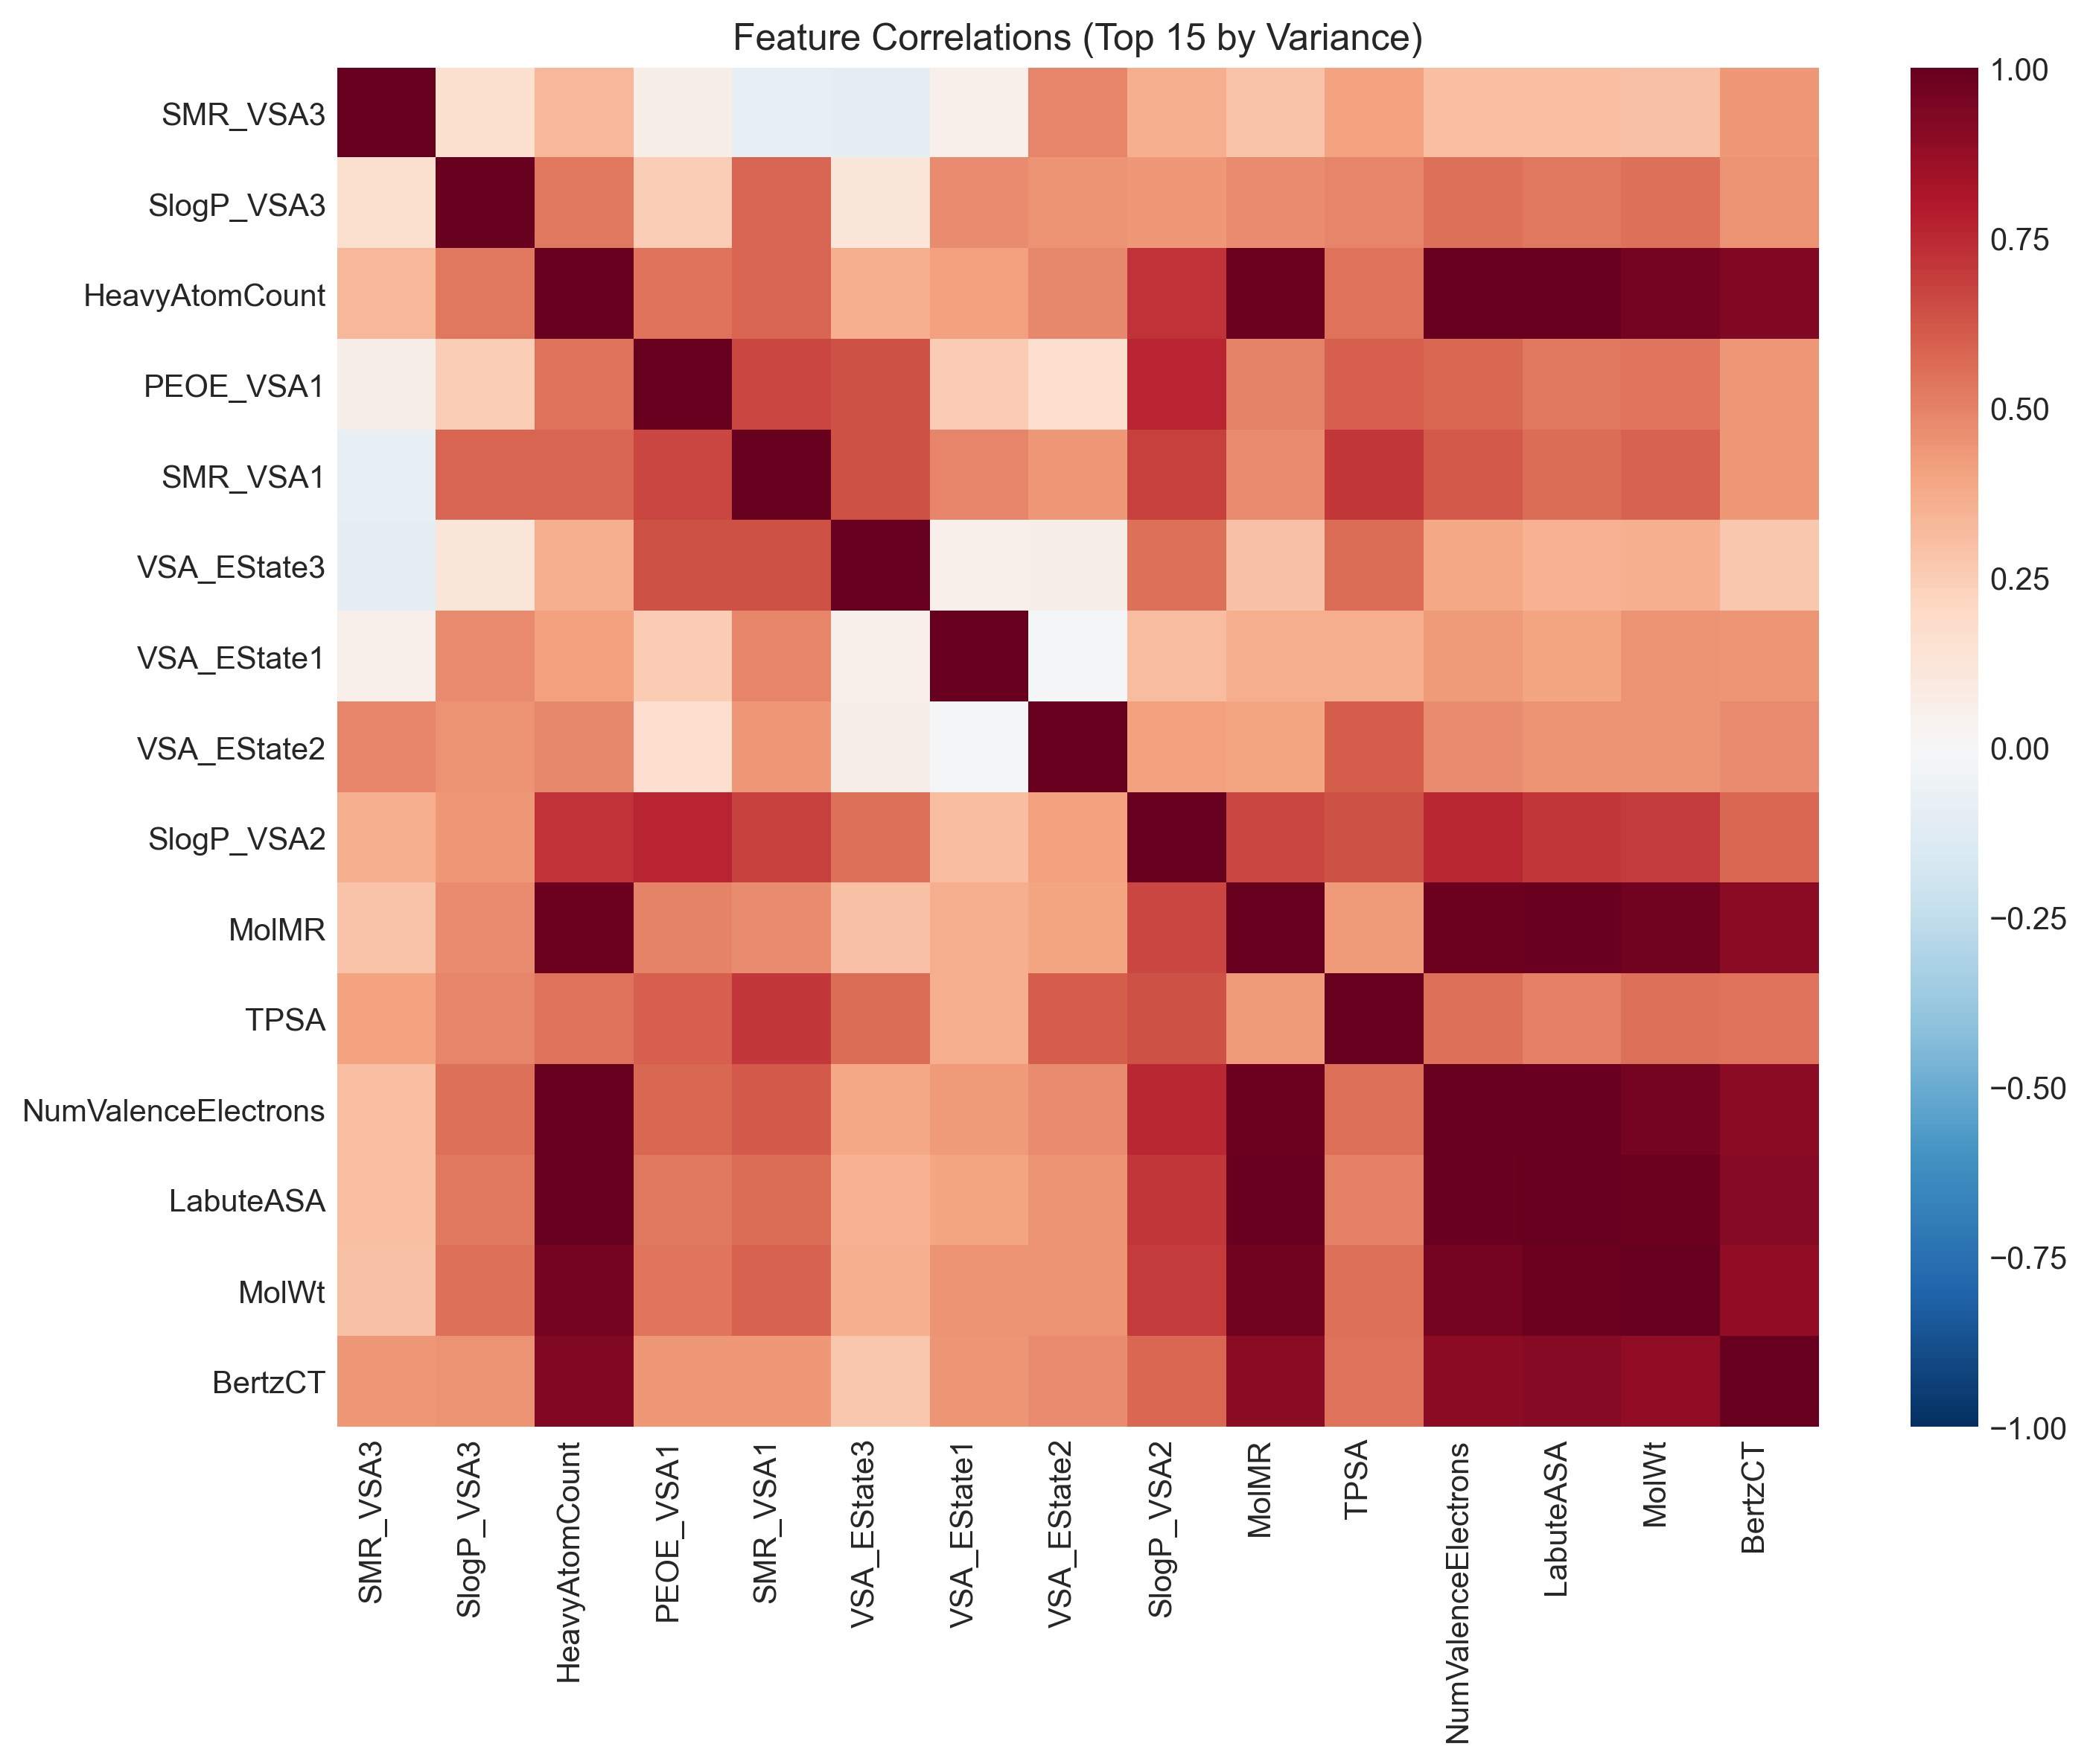 Feature Correlations (Top 15 by Variance)
SMR_VSA3
SlogP_VSA3
HeavyAtomCount
PEOE_VSA1
SMR_VSA1
VSA_EState3
VSA_EState1
VSA_EState2
SlogP_VSA2
MolMR
TPSA
NumValenceElectrons
LabuteASA
MolWt
BertzCT
SMR_VSA3
SlogP_VSA3
HeavyAtomCount
PEOE_VSA1
SMR_VSA1
VSA_EState3
VSA_EState1
VSA_EState2
SlogP_VSA2
MolMR
TPSA
NumValenceElectrons
LabuteASA
MolWt
BertzCT
1.00
0.75
0.50
0.25
0.00
−0.25
−0.50
−0.75
−1.00